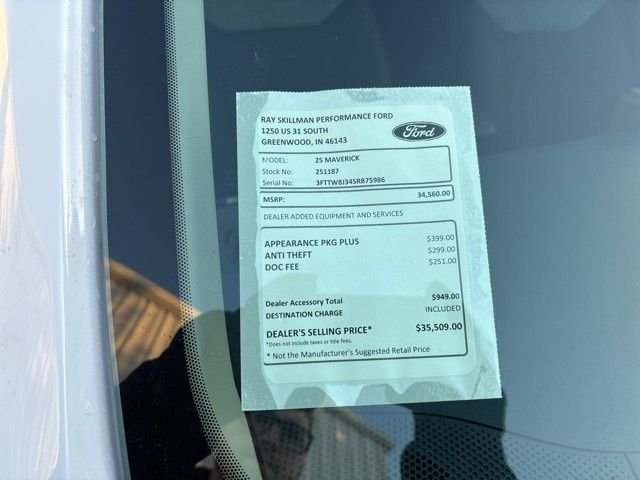 RAY SKILLMAN PERFORMANCE FORD
1250 US 31 SOUTH
GREENWOOD, IN 46143
Ford
MODEL: 25 MAVERICK
Stock No: 251187
Serial No: 3FTTW8J34SRB75986
MSRP: 34,560.00
DEALER ADDED EQUIPMENT AND SERVICES
APPEARANCE PKG PLUS $399.00
ANTI THEFT $299.00
DOC FEE $251.00
Dealer Accessory Total $949.00
DESTINATION CHARGE INCLUDED
DEALER'S SELLING PRICE* $35,509.00
*Does not include taxes or title fees.
* Not the Manufacturer's Suggested Retail Price